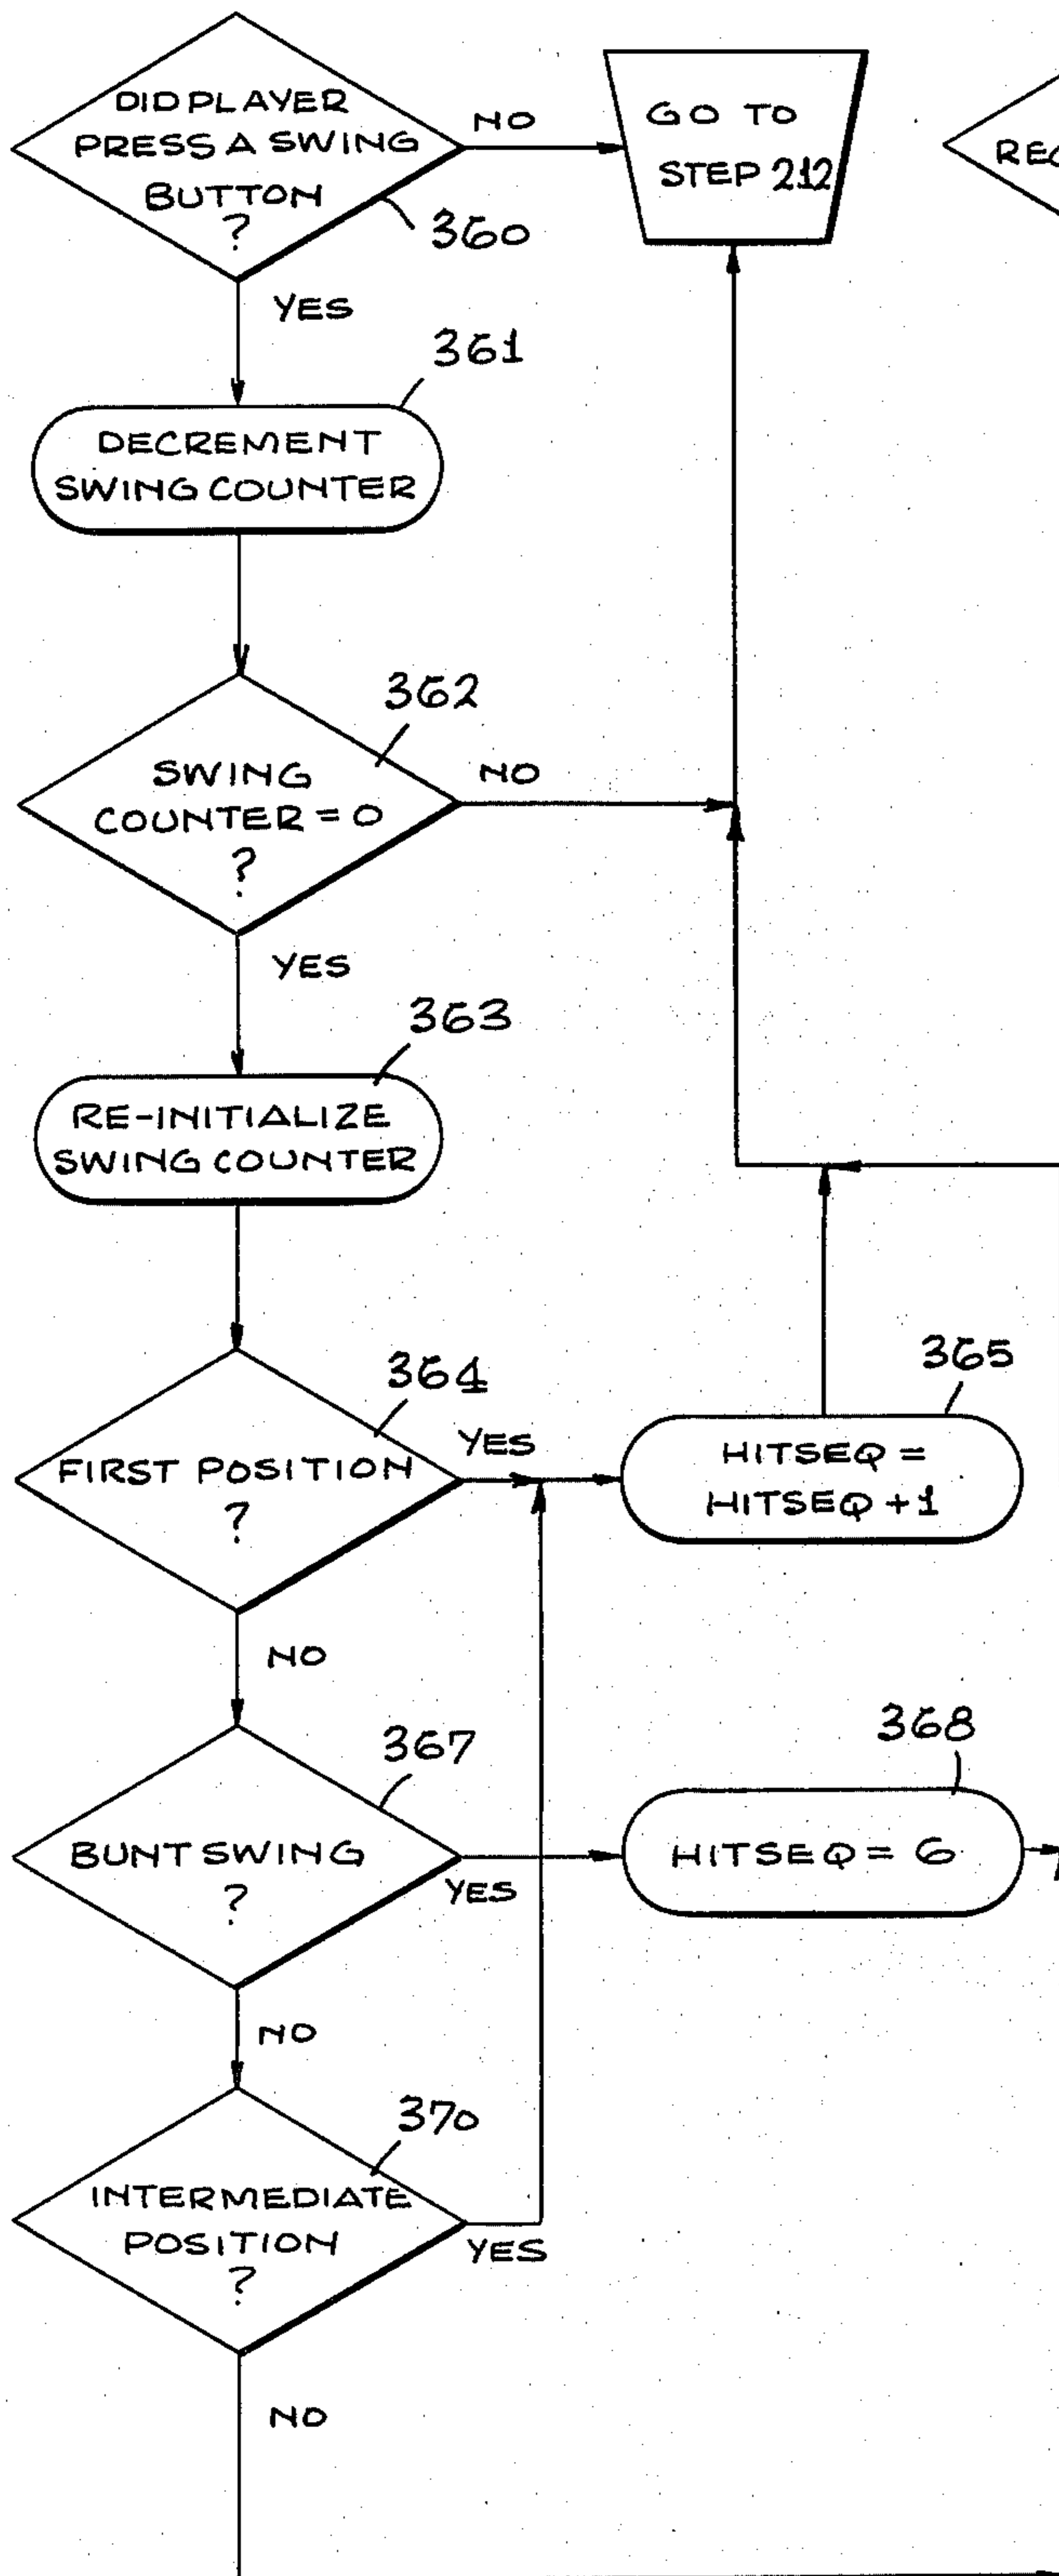 DID PLAYER
PRESS A SWING
BUTTON
?
360
NO
GO TO
STEP 212
YES
361
DECREMENT
SWING COUNTER
362
SWING
COUNTER = 0
?
NO
YES
363
RE-INITIALIZE
SWING COUNTER
364
FIRST POSITION
?
YES
365
HITSEQ =
HITSEQ +1
NO
367
BUNT SWING
?
YES
368
HITSEQ = 6
NO
370
INTERMEDIATE
POSITION
?
YES
NO